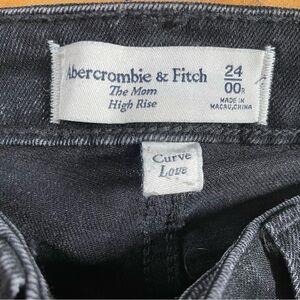 Abercrombie & Fitch
The Mom
High Rise
24
00R
MADE IN
MACAU,CHINA
Curve
Love